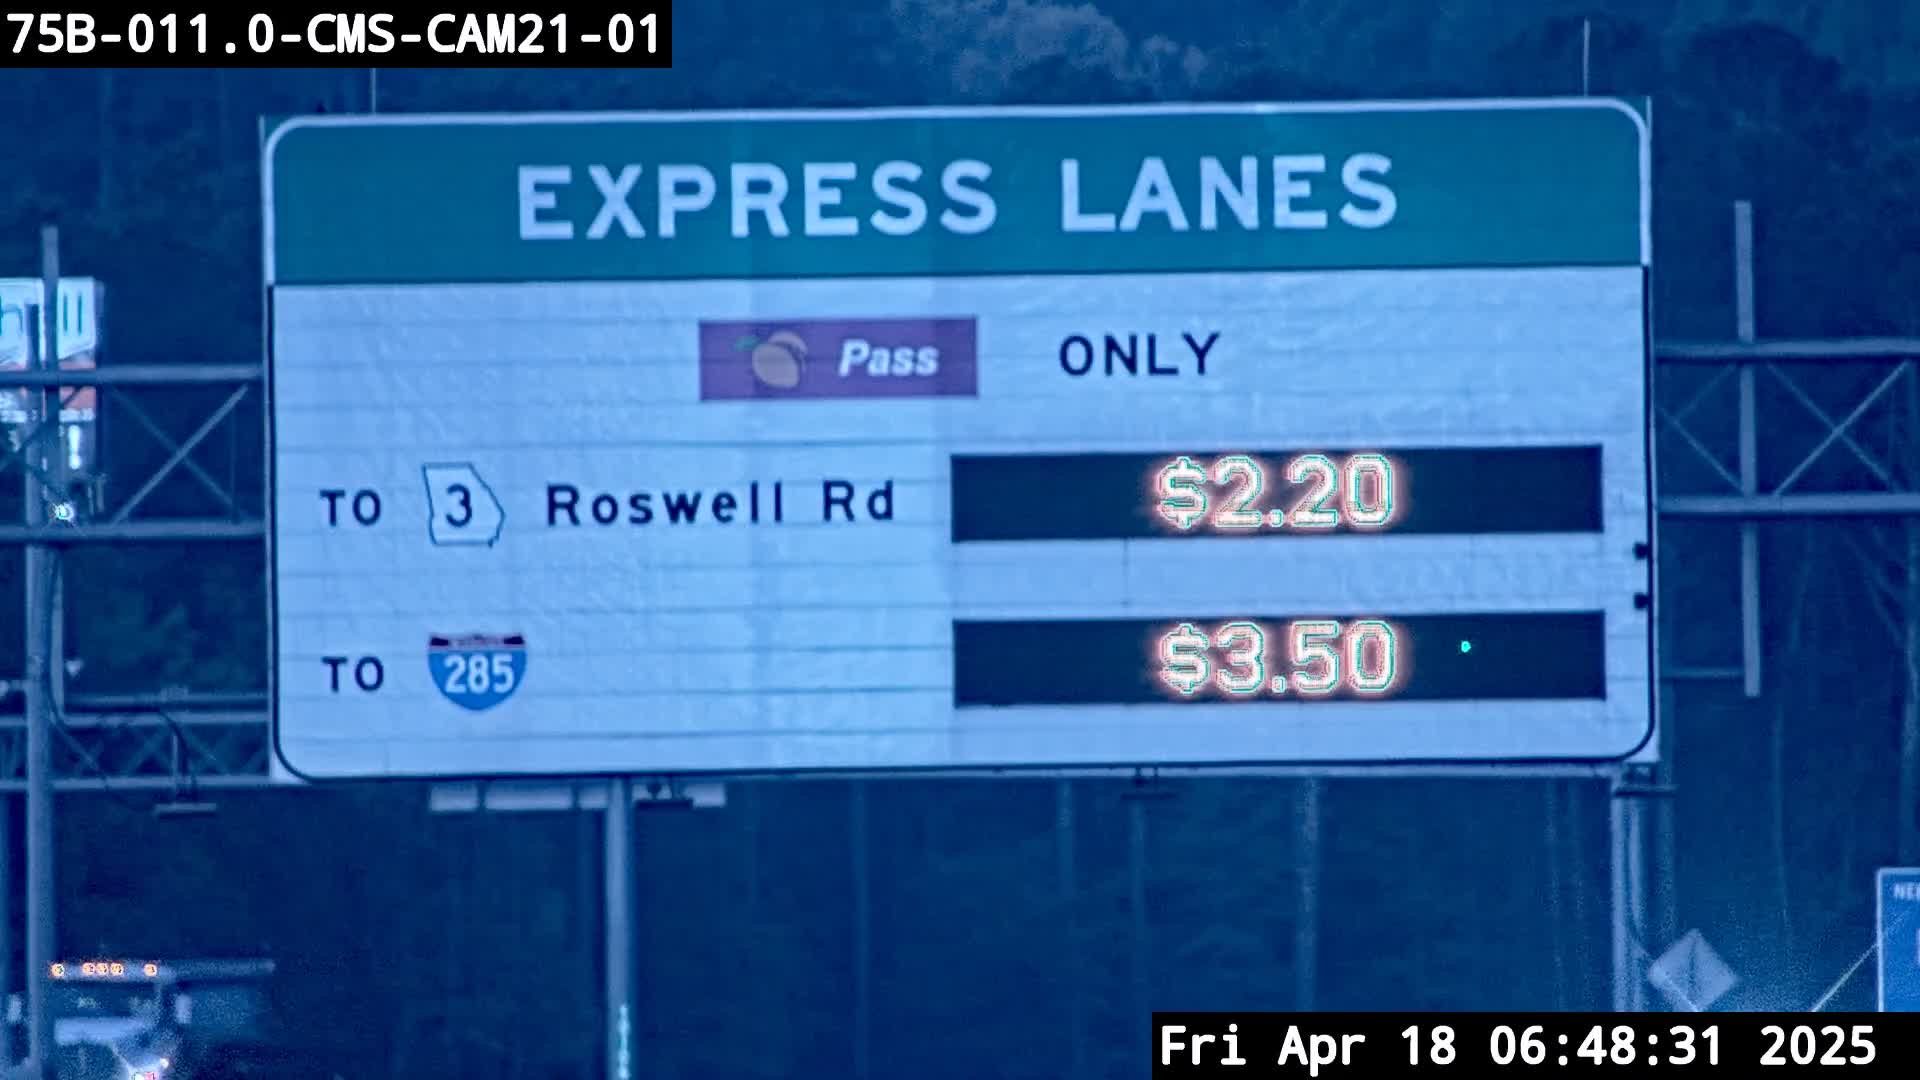 75B-011.0-CMS-CAM21-01
EXPRESS LANES
Pass ONLY
TO 3 Roswell Rd $2.20
TO 285 $3.50
Fri Apr 18 06:48:31 2025